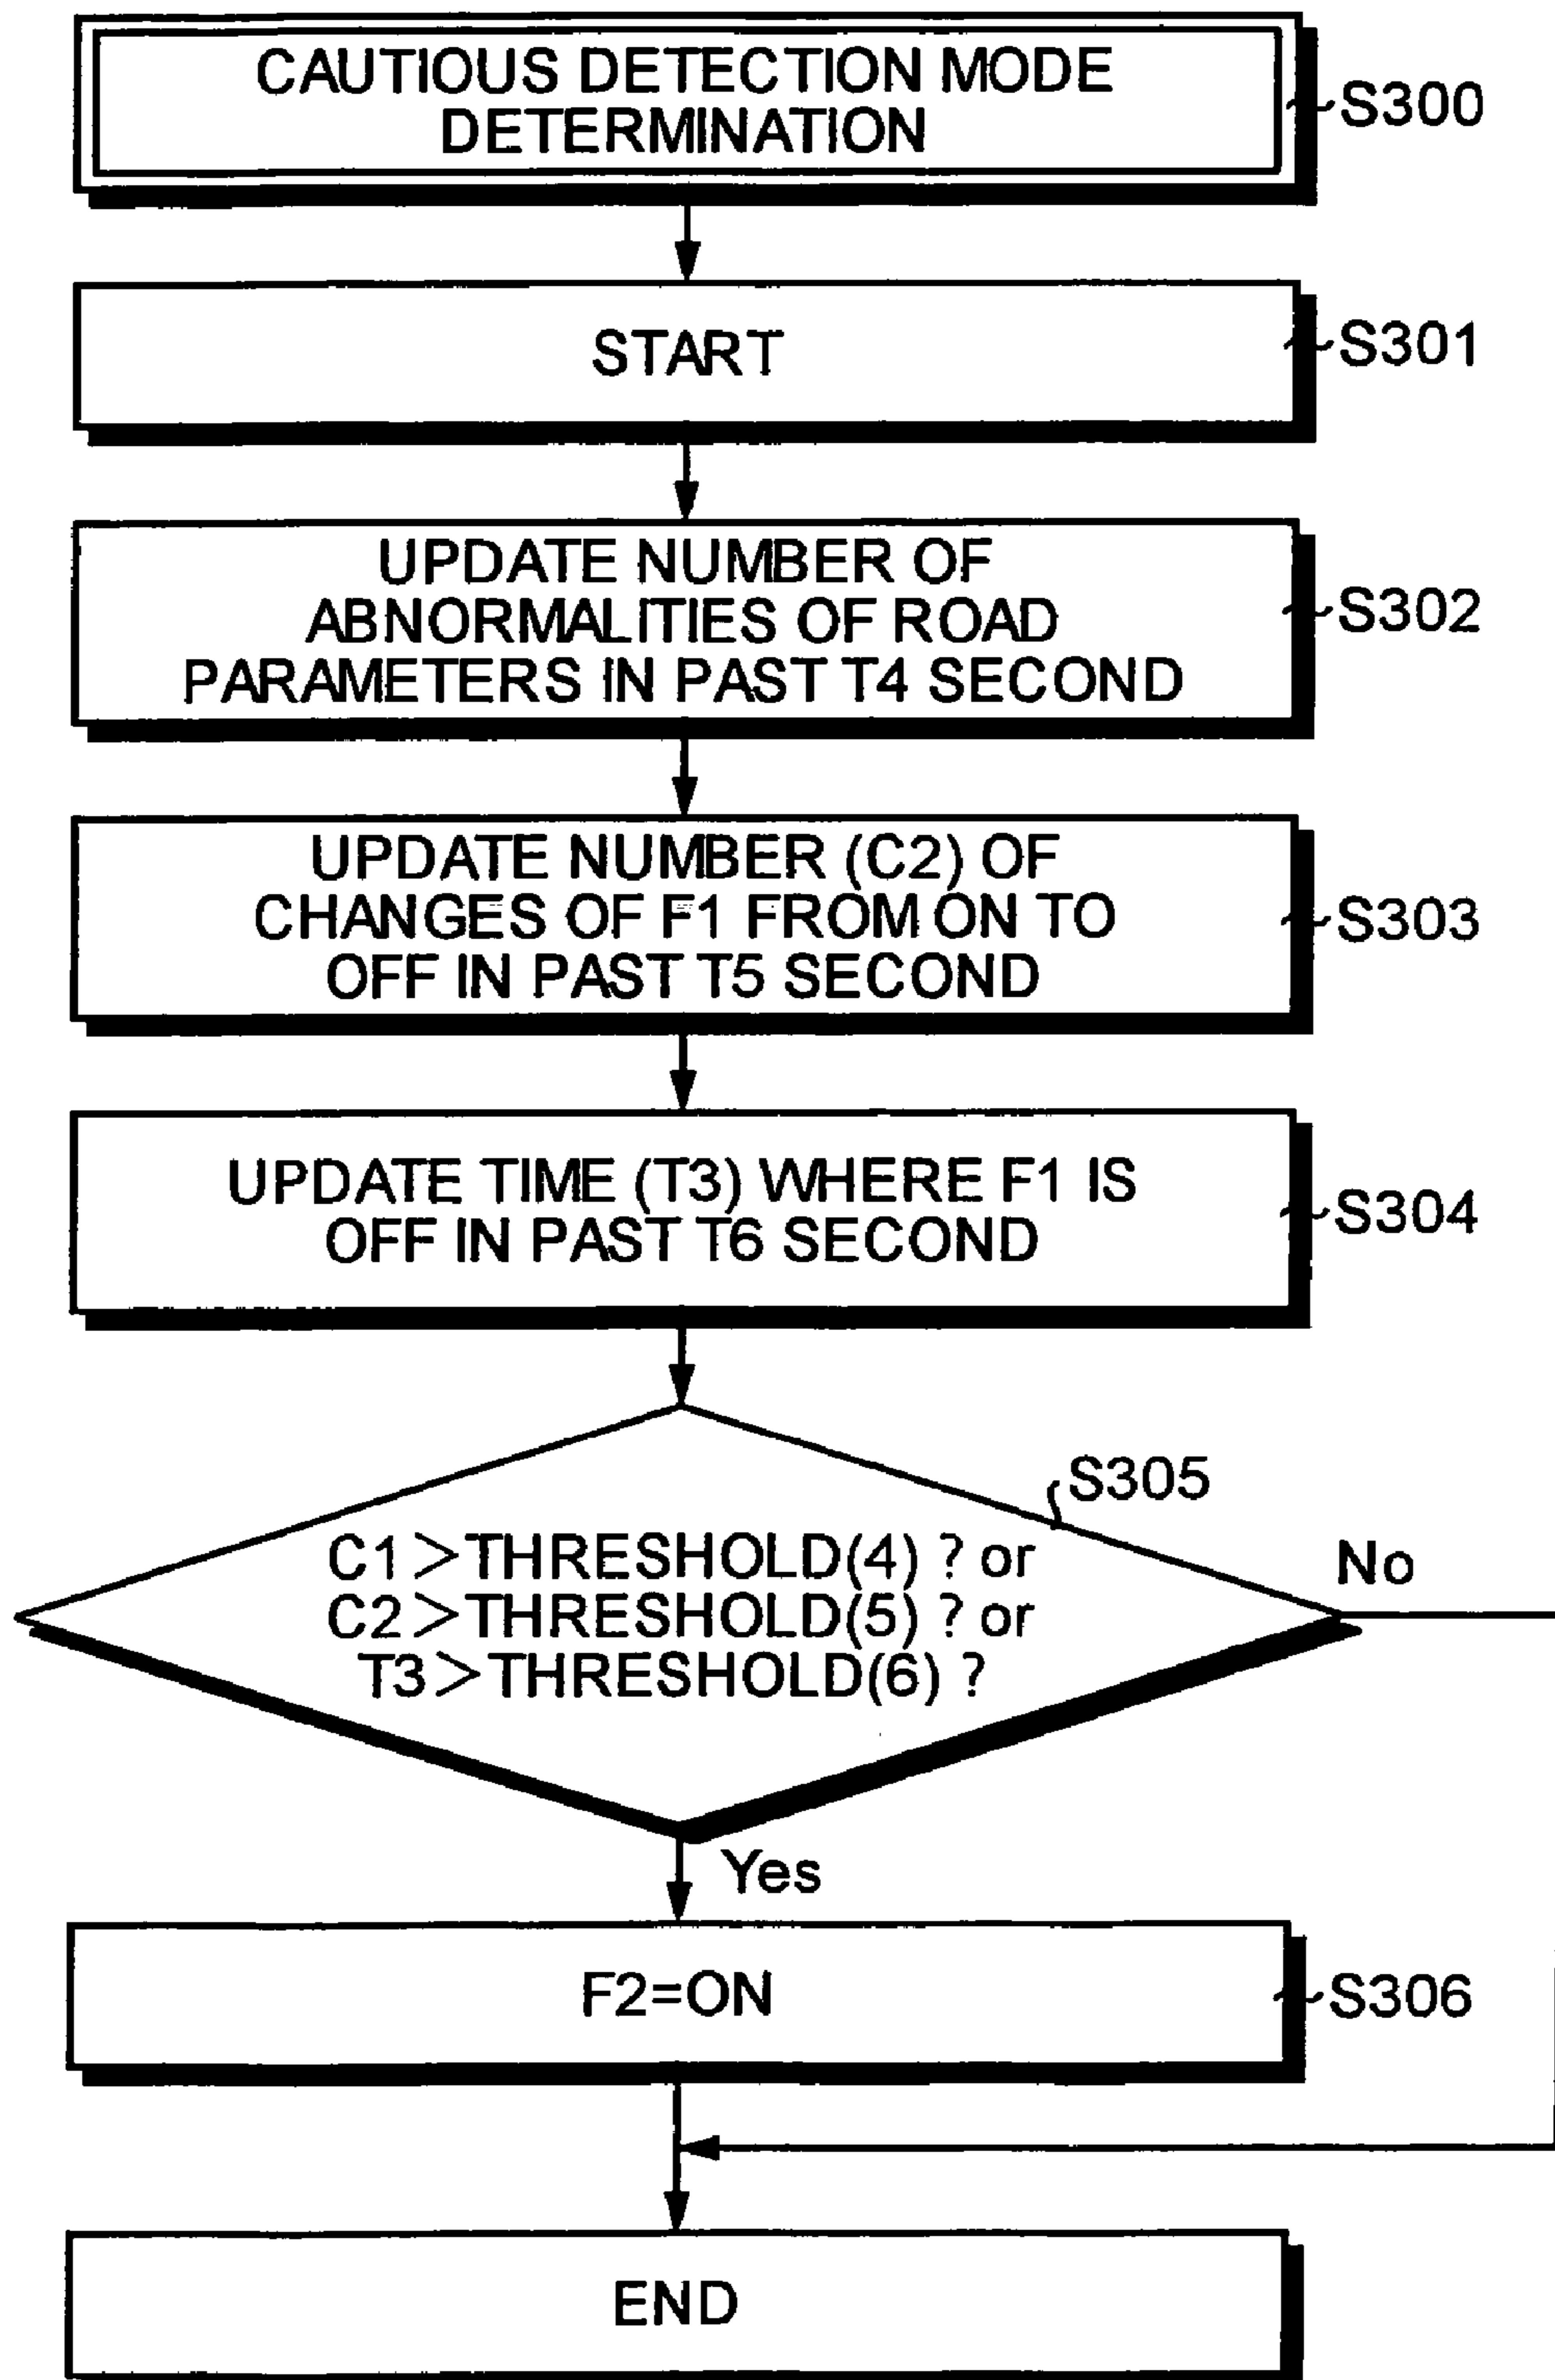 CAUTIOUS DETECTION MODE
DETERMINATION
S300
START
S301
UPDATE NUMBER OF
ABNORMALITIES OF ROAD
PARAMETERS IN PAST T4 SECOND
S302
UPDATE NUMBER (C2) OF
CHANGES OF F1 FROM ON TO
OFF IN PAST T5 SECOND
S303
UPDATE TIME (T3) WHERE F1 IS
OFF IN PAST T6 SECOND
S304
S305
C1>THRESHOLD(4) ? or
C2>THRESHOLD(5) ? or
T3>THRESHOLD(6) ?
No
Yes
F2=ON
S306
END